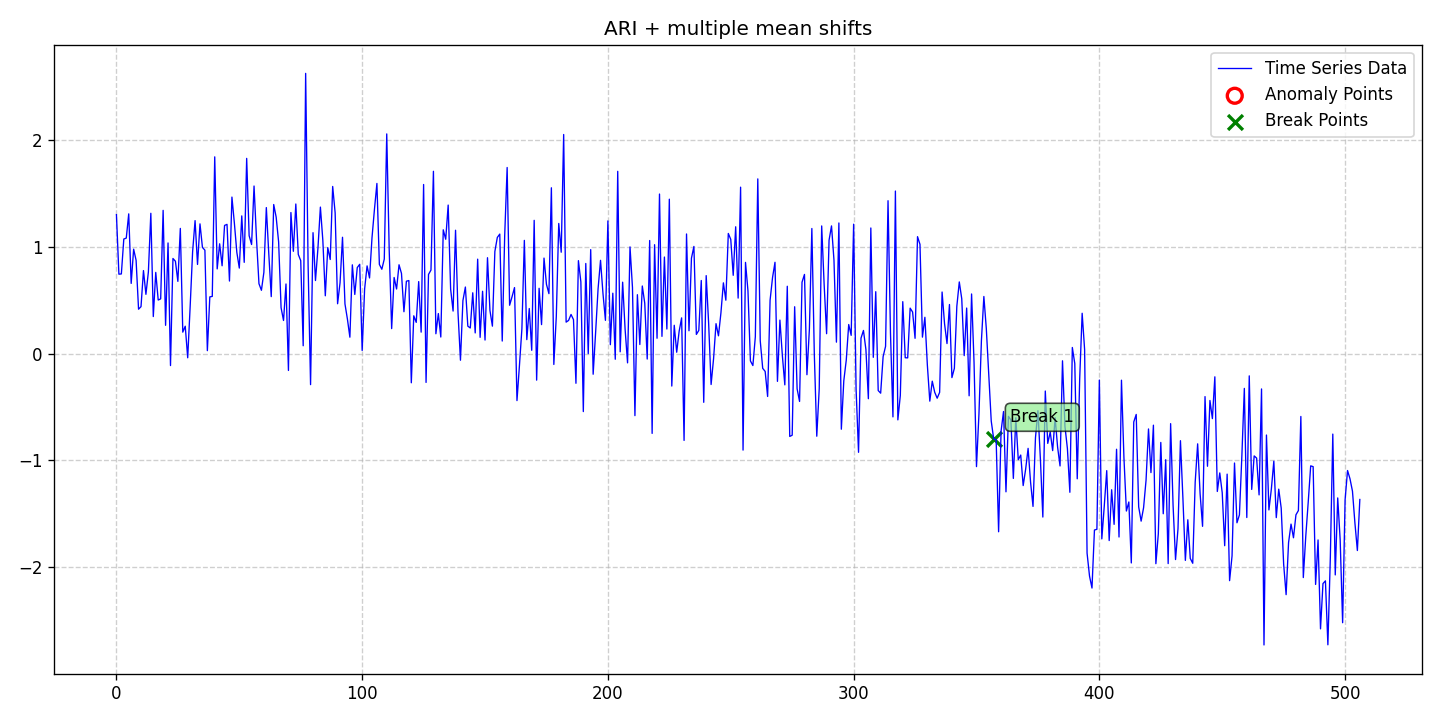 ARI + multiple mean shifts
Time Series Data
Anomaly Points
Break Points
Break 1
2
1
0
−1
−2
0
100
200
300
400
500